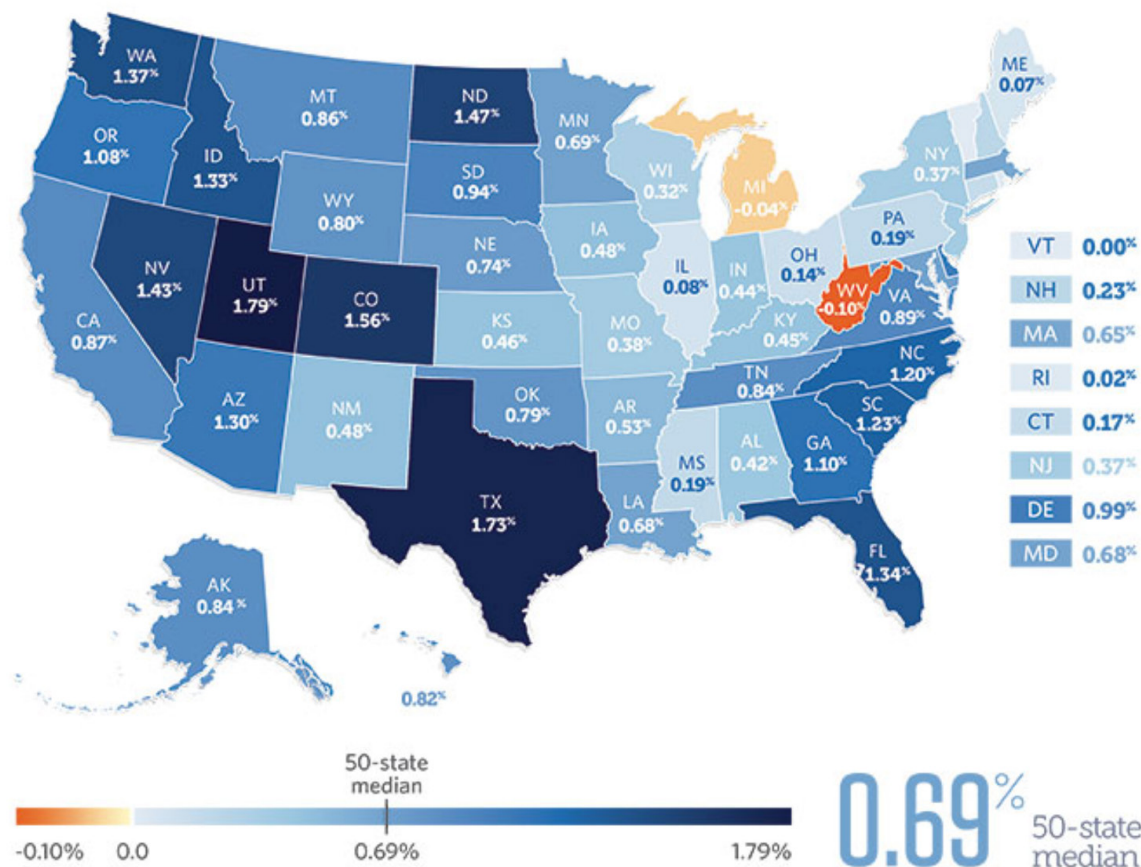 WA
1.37%
MT
0.86%
ND
1.47%
MN
0.69%
ME
0.07%
OR
1.08%
ID
1.33%
SD
0.94%
WI
0.32%
MI
-0.04%
NY
0.37%
WY
0.80%
NE
0.74%
IA
0.48%
IL
0.08%
IN
0.44%
OH
0.14%
PA
0.19%
NV
1.43%
UT
1.79%
CO
1.56%
CA
0.87%
KS
0.46%
MO
0.38%
KY
0.45%
WV
-0.10%
VA
0.89%
AZ
1.30%
NM
0.48%
OK
0.79%
AR
0.53%
TN
0.84%
NC
1.20%
SC
1.23%
TX
1.73%
LA
0.68%
MS
0.19%
AL
0.42%
GA
1.10%
FL
1.34%
AK
0.84%
0.82%
VT 0.00%
NH 0.23%
MA 0.65%
RI 0.02%
CT 0.17%
NJ 0.37%
DE 0.99%
MD 0.68%
50-state
median
-0.10% 0.0 0.69% 1.79%
0.69%
50-state
median